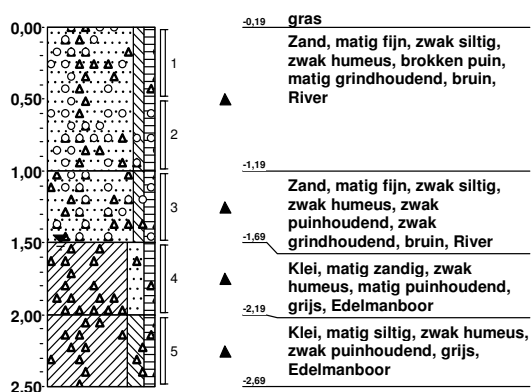 0,00
-0,19 gras
Zand, matig fijn, zwak siltig,
zwak humeus, brokken puin,
matig grindhoudend, bruin,
River
1
0,50
2
1,00
-1,19
Zand, matig fijn, zwak siltig,
zwak humeus, zwak
puinhoudend, zwak
grindhoudend, bruin, River
3
1,50
-1,69
Klei, matig zandig, zwak
humeus, matig puinhoudend,
grijs, Edelmanboor
4
2,00
-2,19
Klei, matig siltig, zwak humeus,
zwak puinhoudend, grijs,
Edelmanboor
5
2,50
-2,69